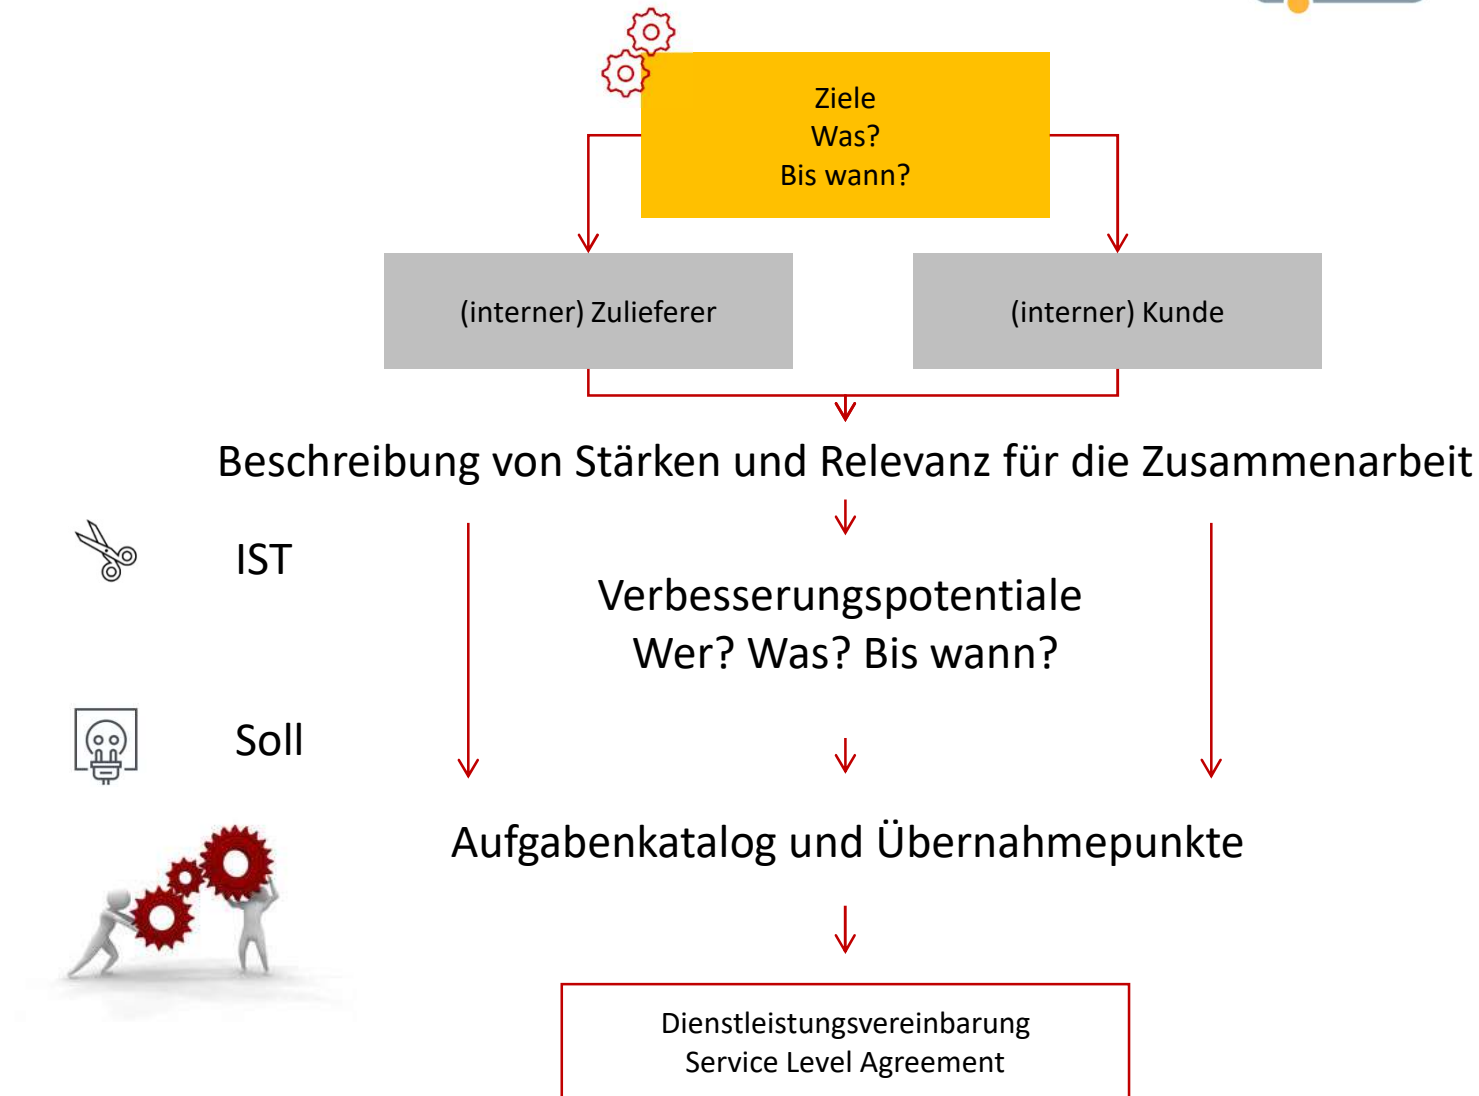 Ziele
Was?
Bis wann?
(interner) Zulieferer
(interner) Kunde
Beschreibung von Stärken und Relevanz für die Zusammenarbeit
IST
Verbesserungspotentiale
Wer? Was? Bis wann?
Soll
Aufgabenkatalog und Übernahmepunkte
Dienstleistungsvereinbarung
Service Level Agreement